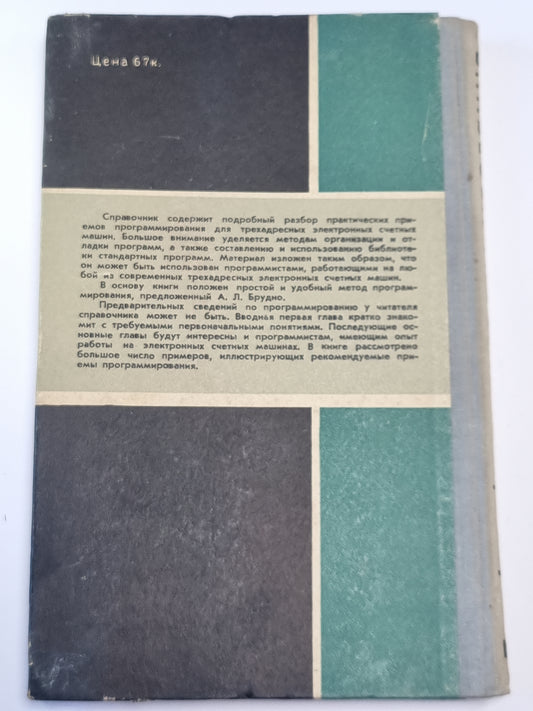 Цена 67к.
Справочник содержит подробный разбор практических при-
емов программирования для трехадресных электронных счетных
машин. Большое внимание уделяется методам организации и от-
ладки программ, а также составлению и использованию библиоте-
ки стандартных программ. Материал изложен таким образом, что
он может быть использован программистами, работающими на лю-
бой из современных трехадресных электронных счетных машин.
В основу книги положен простой и удобный метод програм-
мирования, предложенный А. Л. Брудно.
Предварительных сведений по программированию у читателя
справочника может не быть. Вводная первая глава кратко знако-
мит с требуемыми первоначальными понятиями. Последующие ос-
новные главы будут интересны и программистам, имеющим опыт
работы на электронных счетных машинах. В книге рассмотрено
большое число примеров, иллюстрирующих рекомендуемые при-
емы программирования.